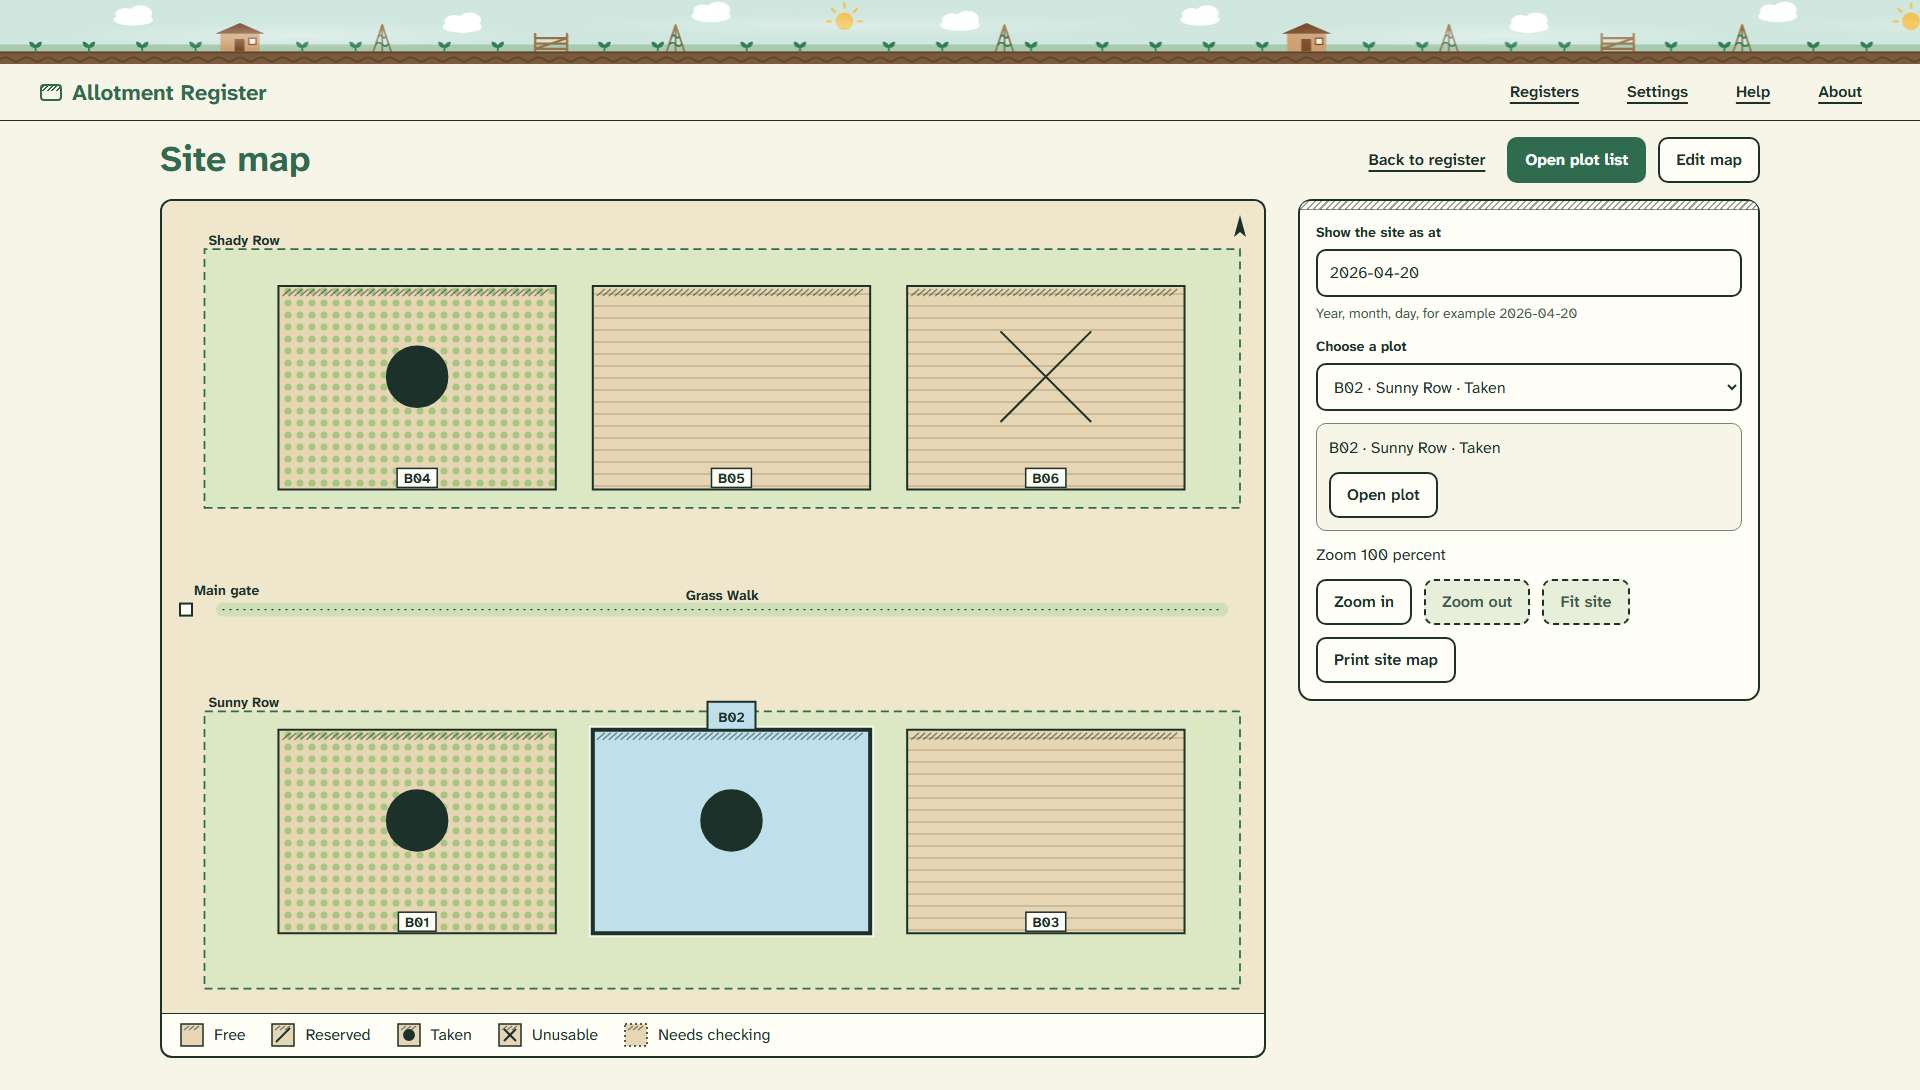 Allotment Register
Registers
Settings
Help
About
Site map
Back to register
Open plot list
Edit map
Shady Row
B04
B05
B06
Main gate
Grass Walk
Sunny Row
B02
B01
B03
Free
Reserved
Taken
Unusable
Needs checking
Show the site as at
2026-04-20
Year, month, day, for example 2026-04-20
Choose a plot
B02 · Sunny Row · Taken
B02 · Sunny Row · Taken
Open plot
Zoom 100 percent
Zoom in
Zoom out
Fit site
Print site map